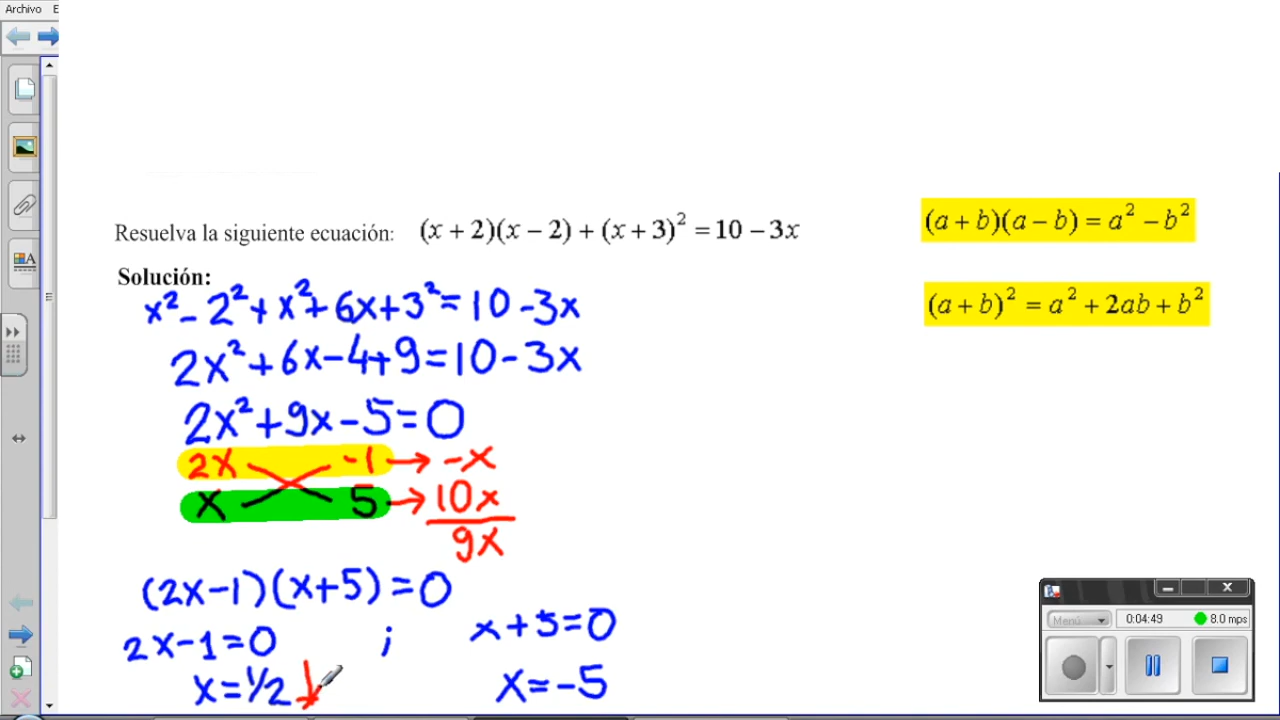 Archivo
Resuelva la siguiente ecuación: (x + 2)(x − 2) + (x + 3)² = 10 − 3x
(a + b)(a − b) = a² − b²
Solución:
x² - 2² + x² + 6x + 3² = 10 - 3x
(a + b)² = a² + 2ab + b²
2x² + 6x - 4 + 9 = 10 - 3x
2x² + 9x - 5 = 0
2x -1 → -x
x 5 → 10x
9x
(2x-1)(x+5) = 0
2x-1=0 ; x+5=0
x=1/2 x=-5
Menú 0:04:49 8.0 mps